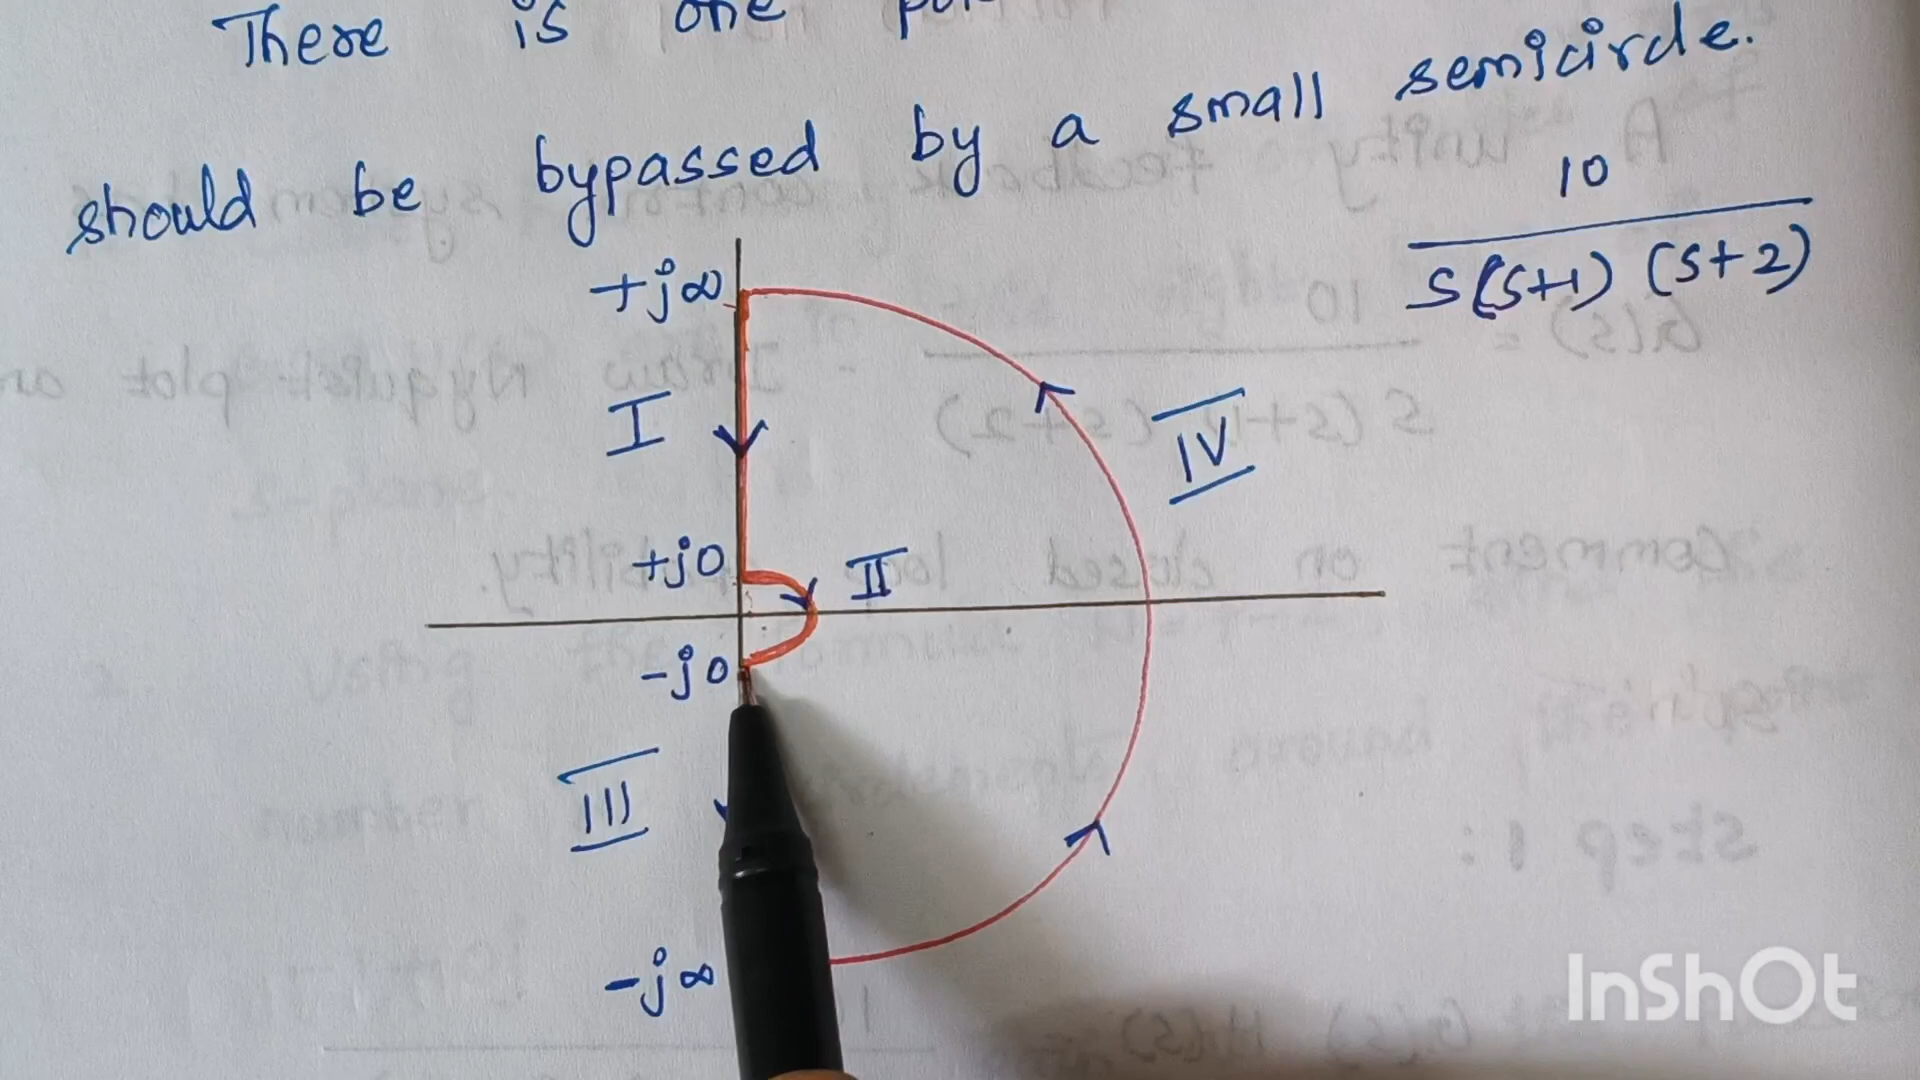 There is one
should be bypassed by a small semicircle.
10
S(S+1) (S+2)
+j∞
I
IV
+j0
II
-j0
III
-j∞
InShOt